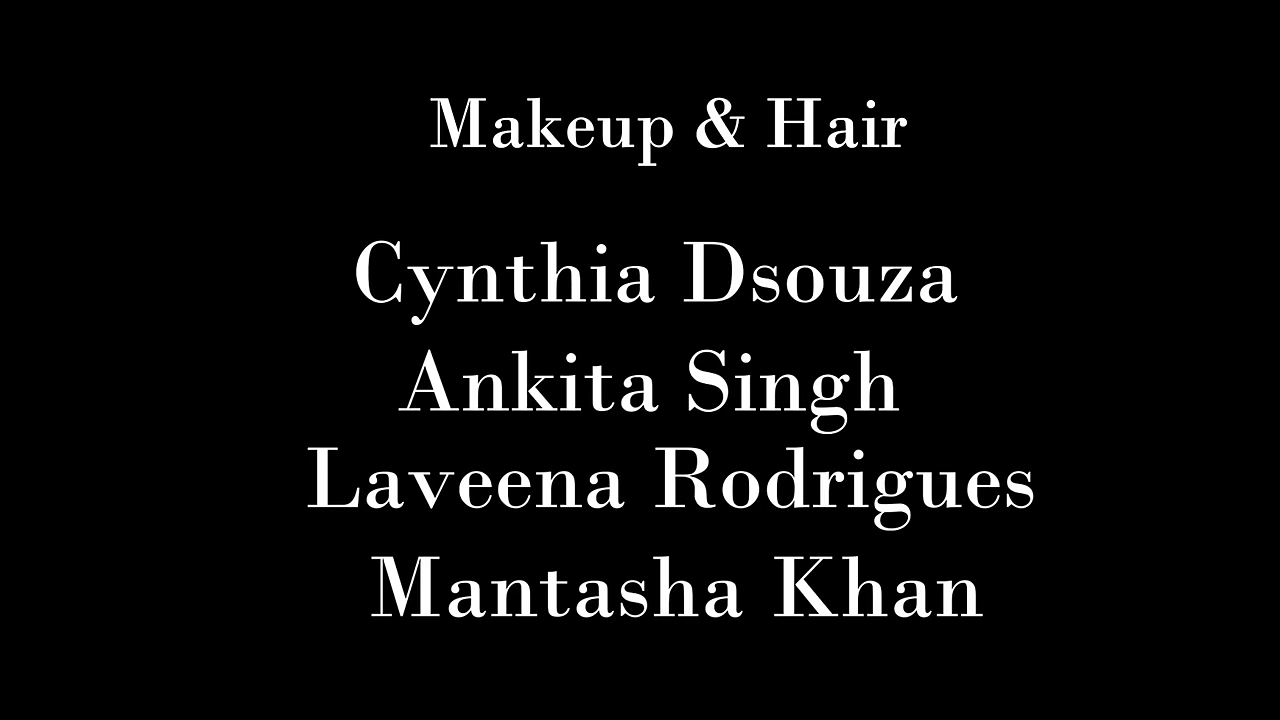 Makeup & Hair
Cynthia Dsouza
Ankita Singh
Laveena Rodrigues
Mantasha Khan